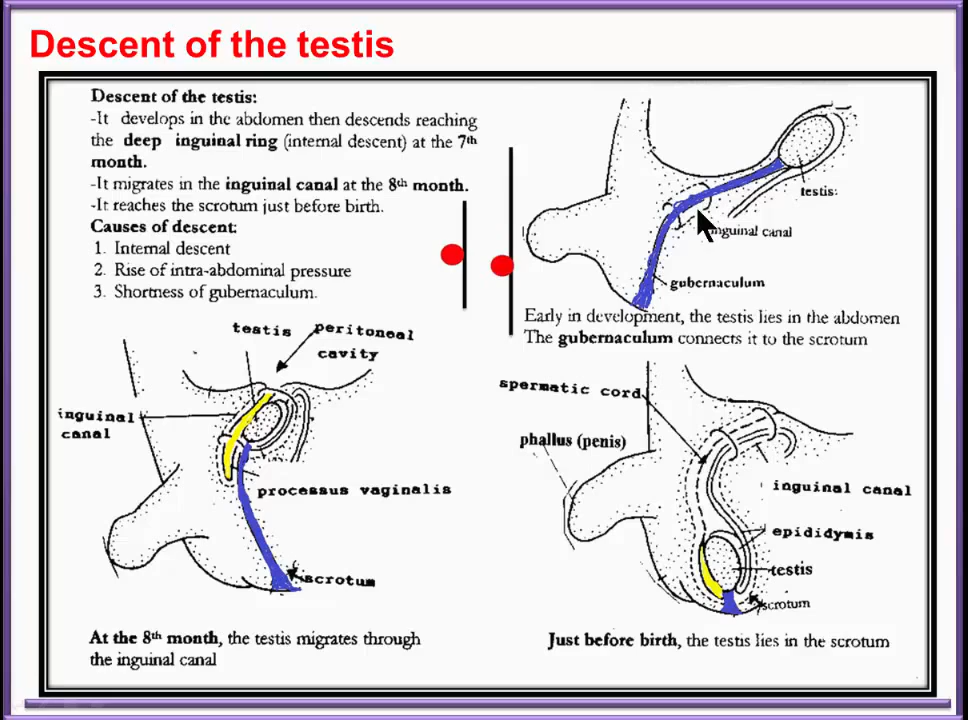 Descent of the testis
Descent of the testis:
-It develops in the abdomen then descends reaching
the deep inguinal ring (internal descent) at the 7th
month.
-It migrates in the inguinal canal at the 8th month.
-It reaches the scrotum just before birth.
Causes of descent:
1. Internal descent
2. Rise of intra-abdominal pressure
3. Shortness of gubernaculum.
testis:
inguinal canal
gubernaculum
Early in development, the testis lies in the abdomen
The gubernaculum connects it to the scrotum
testis
peritoneal
cavity
inguinal
canal
processus vaginalis
scrotum
At the 8th month, the testis migrates through
the inguinal canal
spermatic cord
phallus (penis)
inguinal canal
epididymis
testis
scrotum
Just before birth, the testis lies in the scrotum